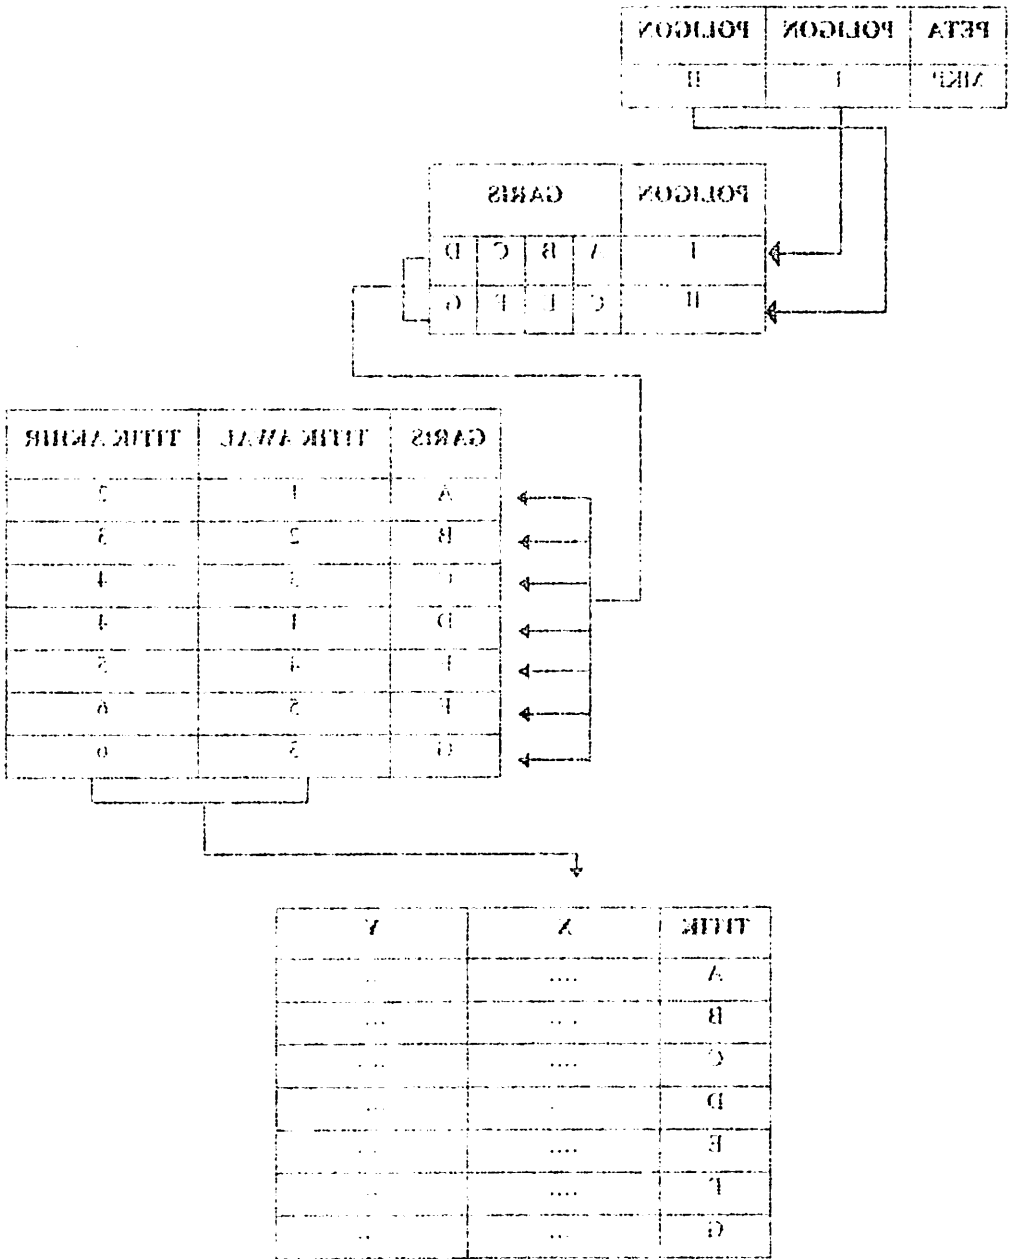 PETA POLIGON POLIGON
MKP I II
POLIGON GARIS
I A B C D
II C E F G
GARIS TITIK AWAL TITIK AKHIR
A 1 2
B 2 3
C 3 4
D 1 4
4 5
F 5 6
G 3 6
TITIK X Y
A .... ..
B .... ...
C .... ...
D . ...
E .... ...
F .... ..
G ... ..